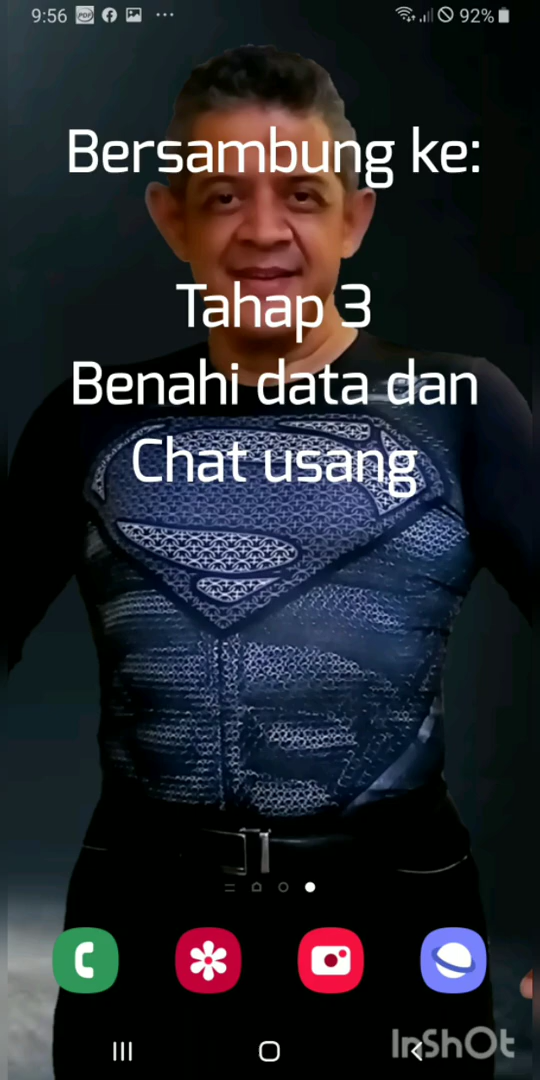 9:56
92%
Bersambung ke:
Tahap 3
Benahi data dan
Chat usang
InShOt